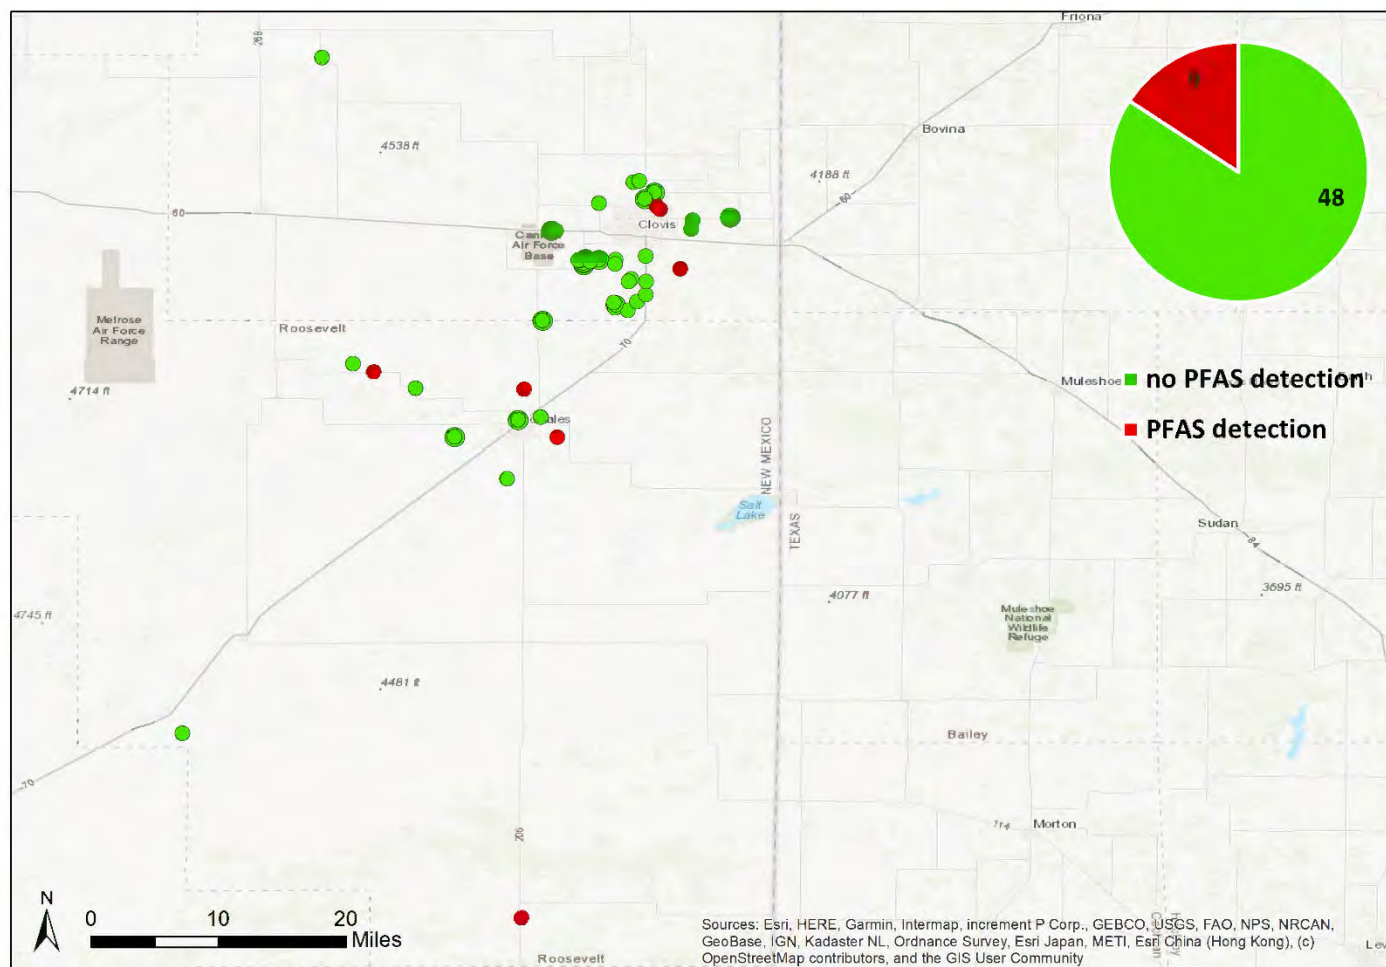 Friona
268
4538 ft
Bovina
4188 ft
60
60
48
Clovis
Air Force
Base
Melrose
Air Force
Range
Roosevelt
70
no PFAS detection
Muleshoe
4714 ft
PFAS detection
NEW MEXICO
TEXAS
Salt
Lake
Sudan
84
4745 ft
4077 ft
3695 ft
Muleshoe
National
Wildlife
Refuge
4481 ft
Bailey
70
206
214
Morton
N
0 10 20
Miles
Roosevelt
Sources: Esri, HERE, Garmin, Intermap, increment P Corp., GEBCO, USGS, FAO, NPS, NRCAN,
GeoBase, IGN, Kadaster NL, Ordnance Survey, Esri Japan, METI, Esri China (Hong Kong), (c)
OpenStreetMap contributors, and the GIS User Community